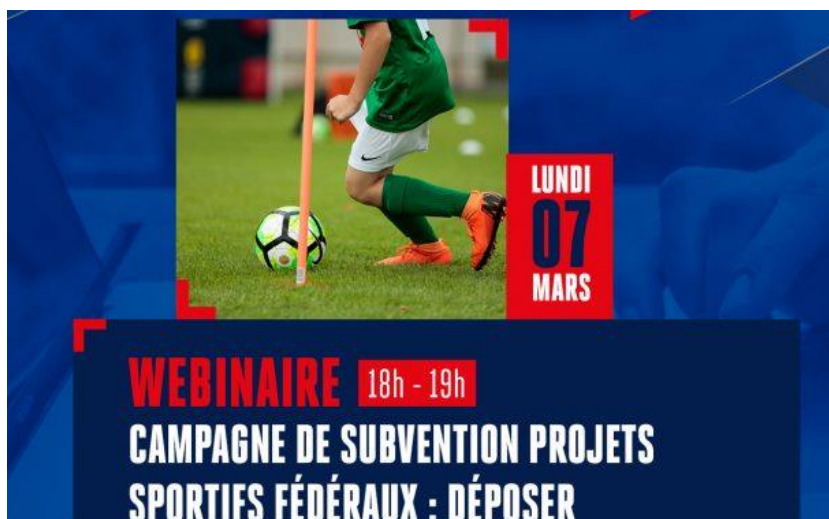 LUNDI
07
MARS
WEBINAIRE 18h - 19h
CAMPAGNE DE SUBVENTION PROJETS
SPORTIFS FÉDÉRAUX : DÉPOSER